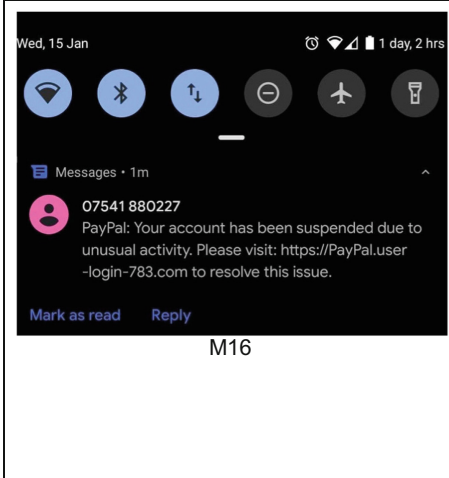 Wed, 15 Jan 1 day, 2 hrs
Messages • 1m
07541 880227
PayPal: Your account has been suspended due to
unusual activity. Please visit: https://PayPal.user
-login-783.com to resolve this issue.
Mark as read Reply
M16